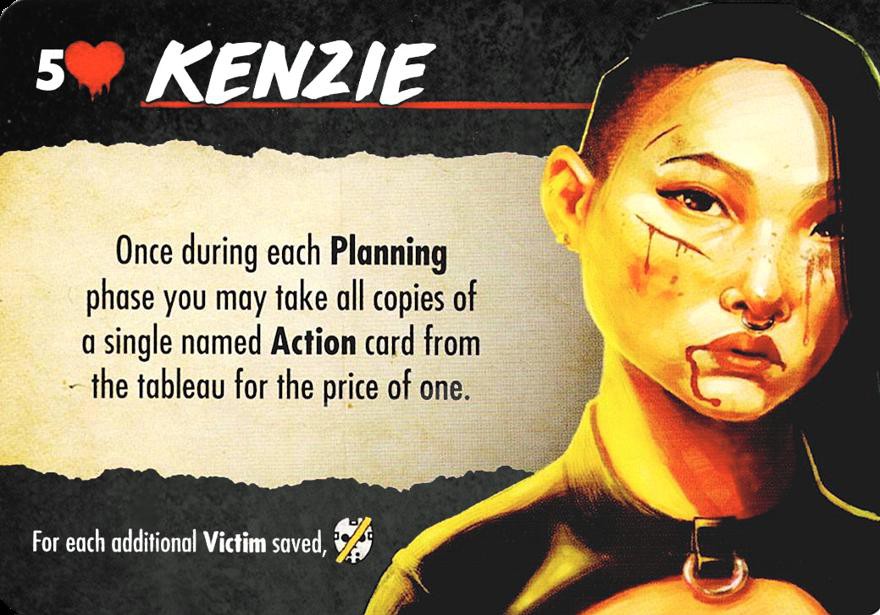 5 KENZIE
Once during each Planning
phase you may take all copies of
a single named Action card from
the tableau for the price of one.
For each additional Victim saved,